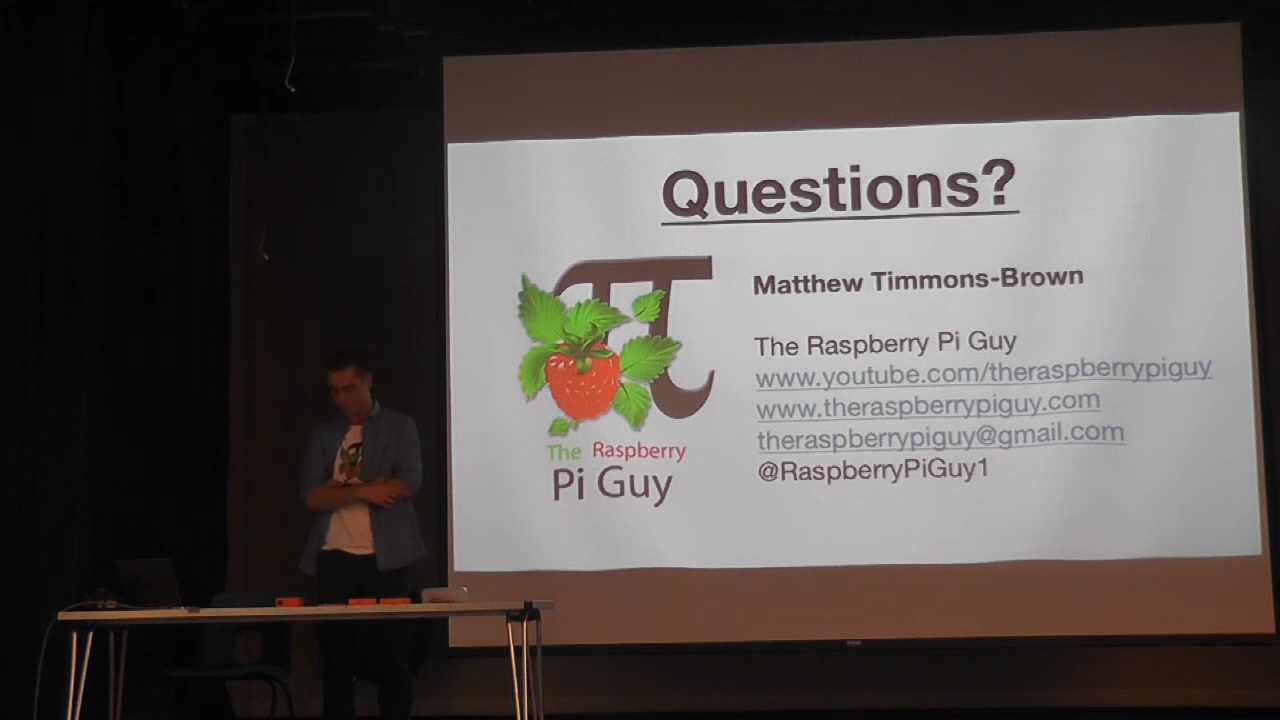 Questions?
Matthew Timmons-Brown
The Raspberry Pi Guy
www.youtube.com/theraspberrypiguy
www.theraspberrypiguy.com
theraspberrypiguy@gmail.com
@RaspberryPiGuy1
The Raspberry
Pi Guy